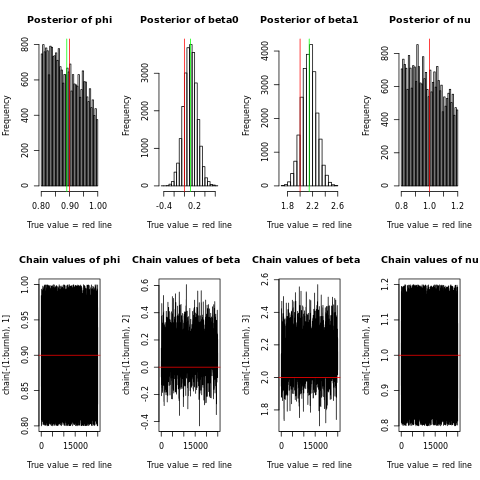 Posterior of phi
Posterior of beta0
Posterior of beta1
Posterior of nu
Frequency
0 200 400 600 800
0.80 0.90 1.00
True value = red line
Frequency
0 1000 2000 3000
-0.4 0.2
True value = red line
Frequency
0 1000 2000 3000 4000
1.8 2.2 2.6
True value = red line
Frequency
0 200 400 600 800
0.8 1.0 1.2
True value = red line
Chain values of phi
Chain values of beta
Chain values of beta
Chain values of nu
chain[-(1:burnIn), 1]
0.80 0.85 0.90 0.95 1.00
0 15000
True value = red line
chain[-(1:burnIn), 2]
-0.4 -0.2 0.0 0.2 0.4 0.6
0 15000
True value = red line
chain[-(1:burnIn), 3]
1.8 2.0 2.2 2.4 2.6
0 15000
True value = red line
chain[-(1:burnIn), 4]
0.8 0.9 1.0 1.1 1.2
0 15000
True value = red line